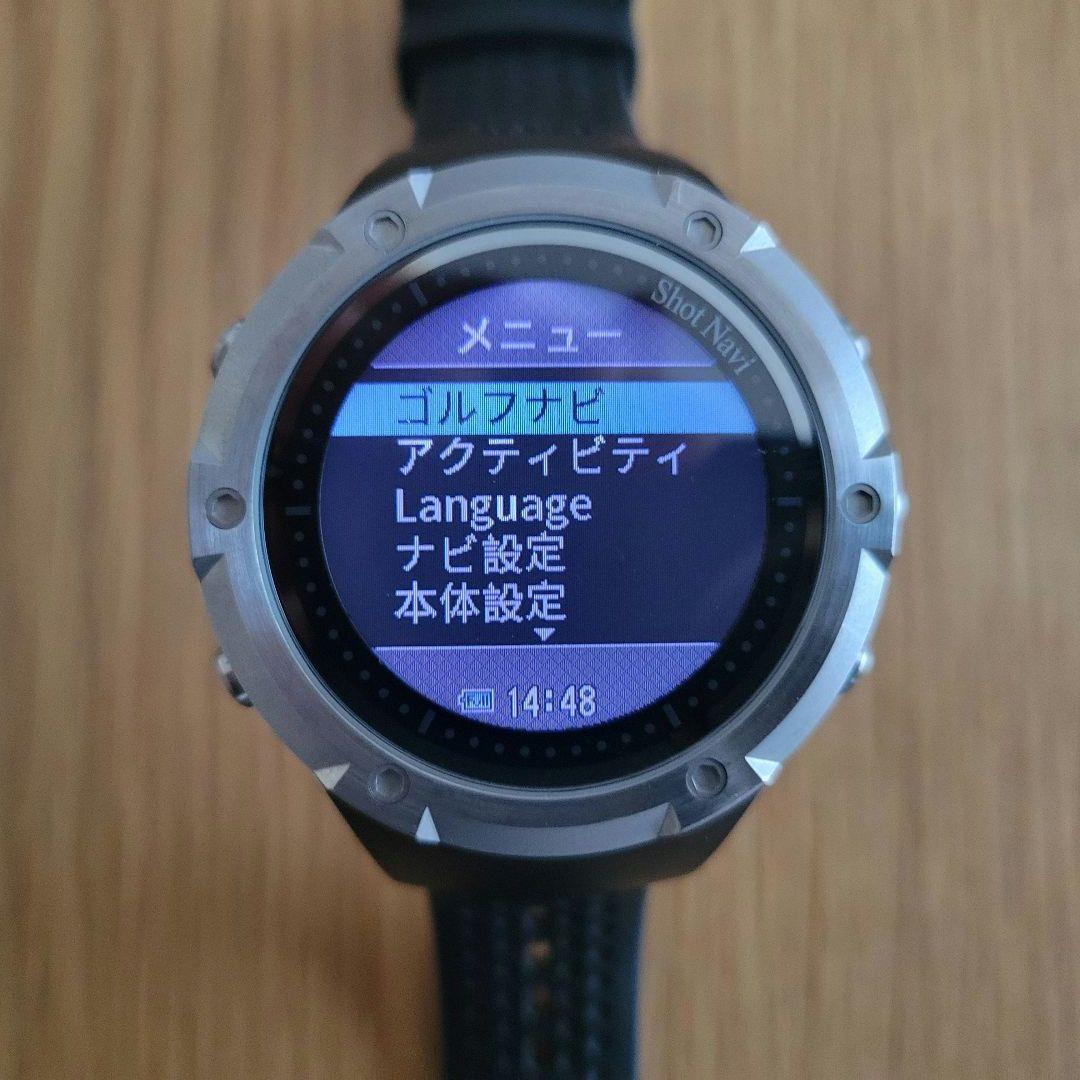 Shot Navi
メニュー
ゴルフナビ
アクティビティ
Language
ナビ設定
本体設定
14:48